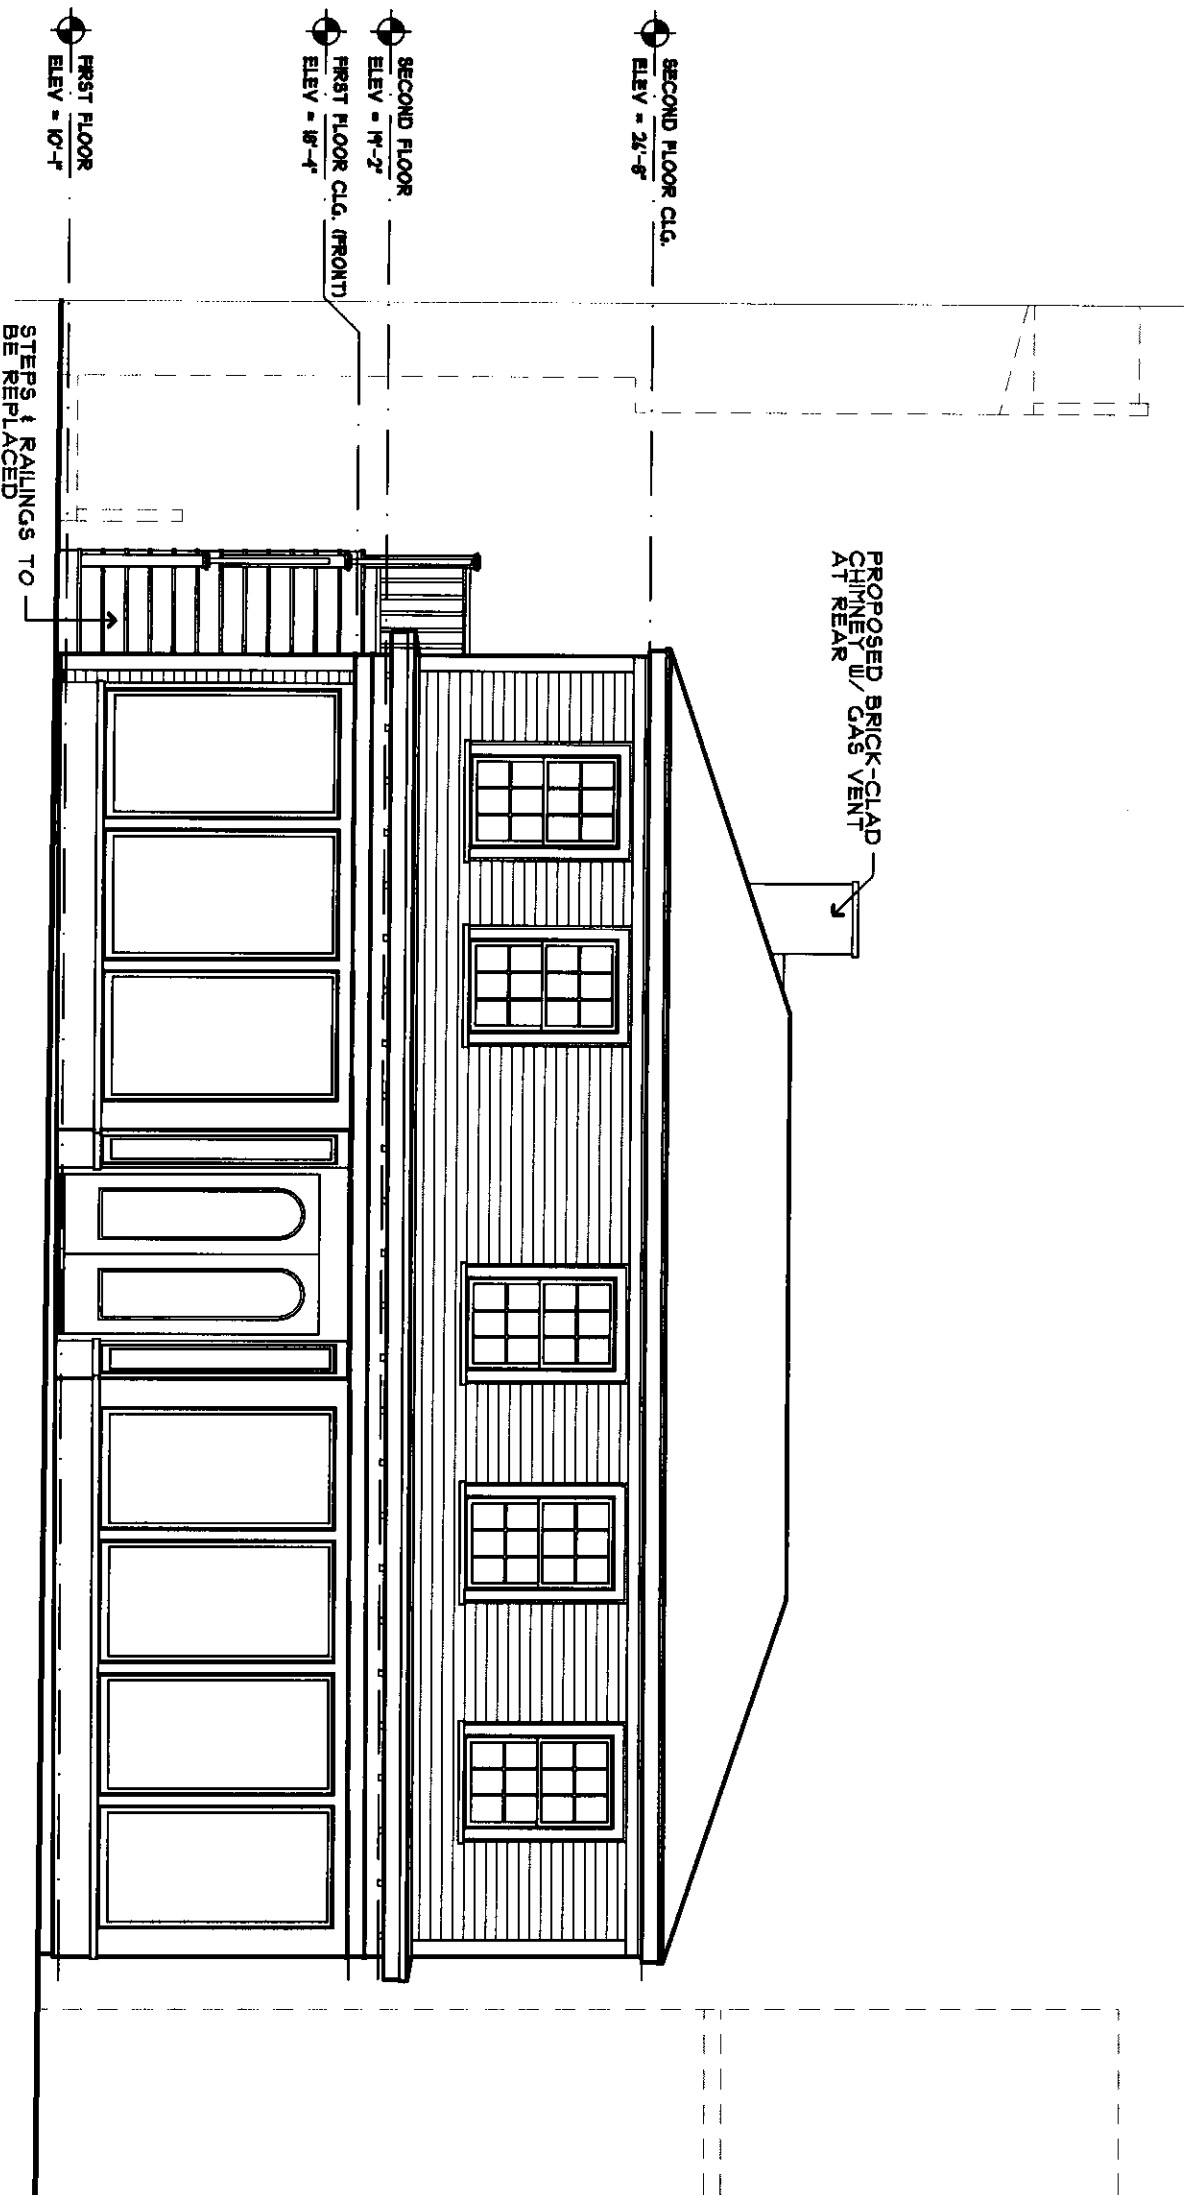 PROPOSED BRICK-CLAD
CHIMNEY W/ GAS VENT
AT REAR
SECOND FLOOR CLG.
ELEV = 26'-8"
SECOND FLOOR
ELEV = 19'-2"
FIRST FLOOR CLG. (FRONT)
ELEV = 18'-4"
FIRST FLOOR
ELEV = 10'-1"
STEPS & RAILINGS TO
BE REPLACED